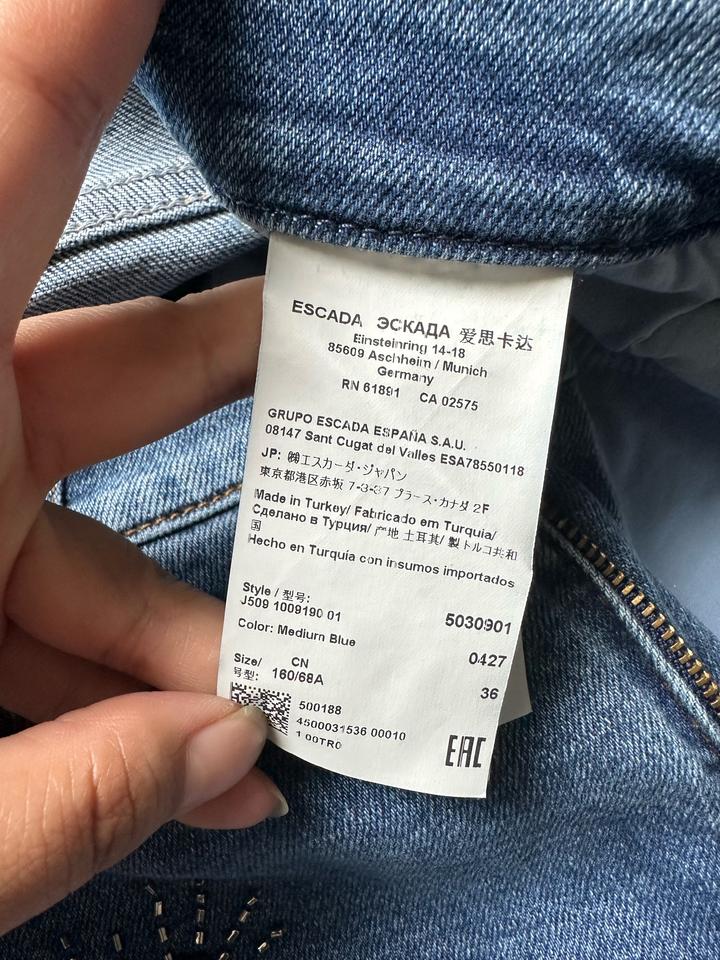 ESCADA ЭСКАДА 爱思卡达
Einsteinring 14-18
85609 Aschheim / Munich
Germany
RN 61891 CA 02575
GRUPO ESCADA ESPAÑA S.A.U.
08147 Sant Cugat del Valles ESA78550118
JP: ㈱エスカーダ・ジャパン
東京都港区赤坂 7-3-37 プラース・カナダ 2F
Made in Turkey/ Fabricado em Turquia/
Сделано в Турция/ 产地 土耳其/ 製トルコ共和
国
Hecho en Turquía con insumos importados
Style / 型号:
J509 1009190 01 5030901
Color: Medium Blue 0427
Size/ CN
号型: 160/68A 36
500188
4500031536 00010
1 00TR0
EAC